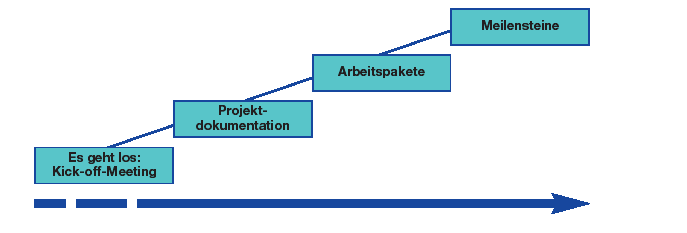 Meilensteine
Arbeitspakete
Projekt-
dokumentation
Es geht los:
Kick-off-Meeting